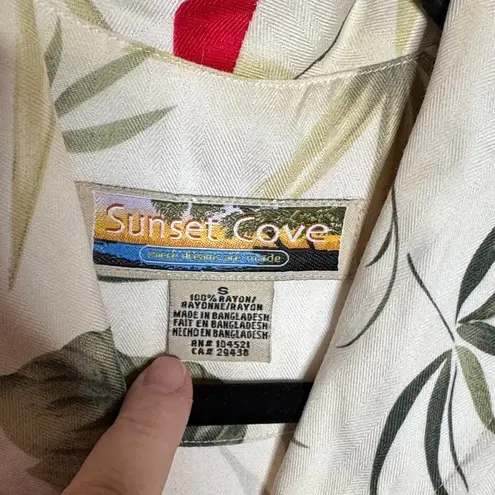 Sunset Cove
where dreams are made
S
100% RAYON/
RAYONNE/RAYON
MADE IN BANGLADESH
FAIT EN BANGLADESH
HECHO EN BANGLADESH
RN# 104521
CA# 29438